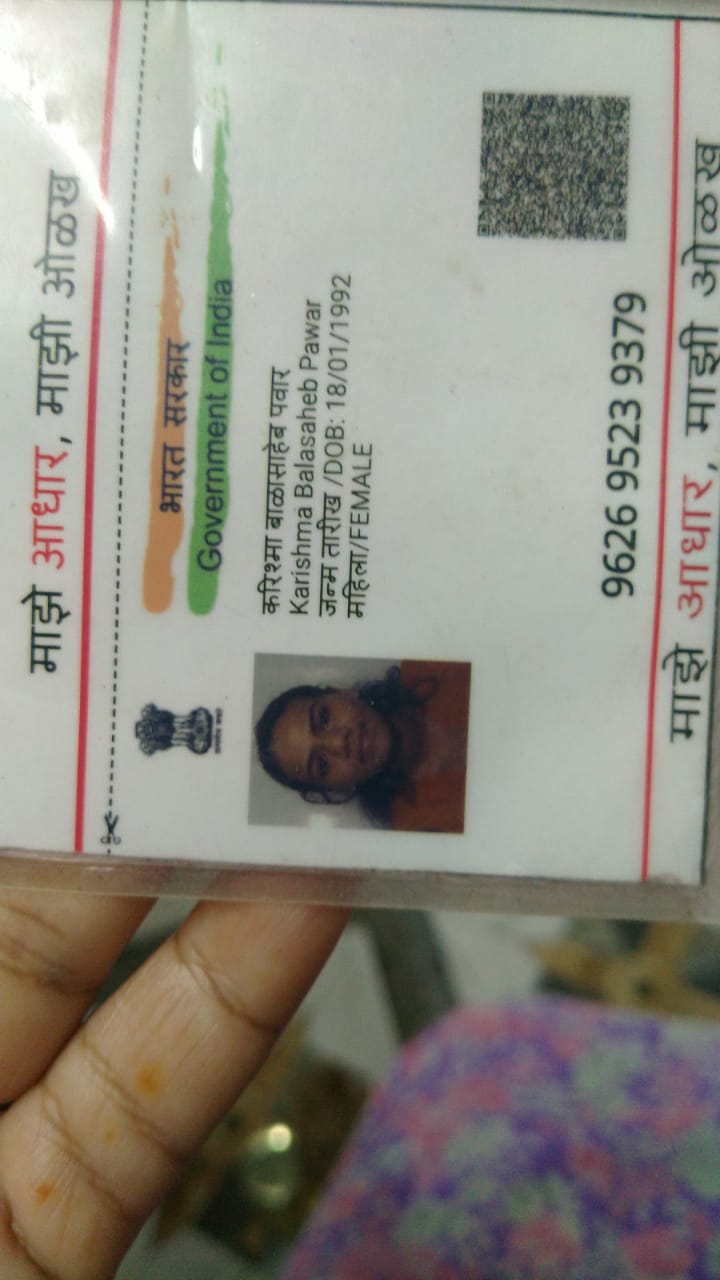 माझे आधार, माझी ओळख
भारत सरकार
Government of India
करिश्मा बाळासाहेब पवार
Karishma Balasaheb Pawar
जन्म तारीख /DOB: 18/01/1992
महिला/FEMALE
9626 9523 9379
माझे आधार, माझी ओळख